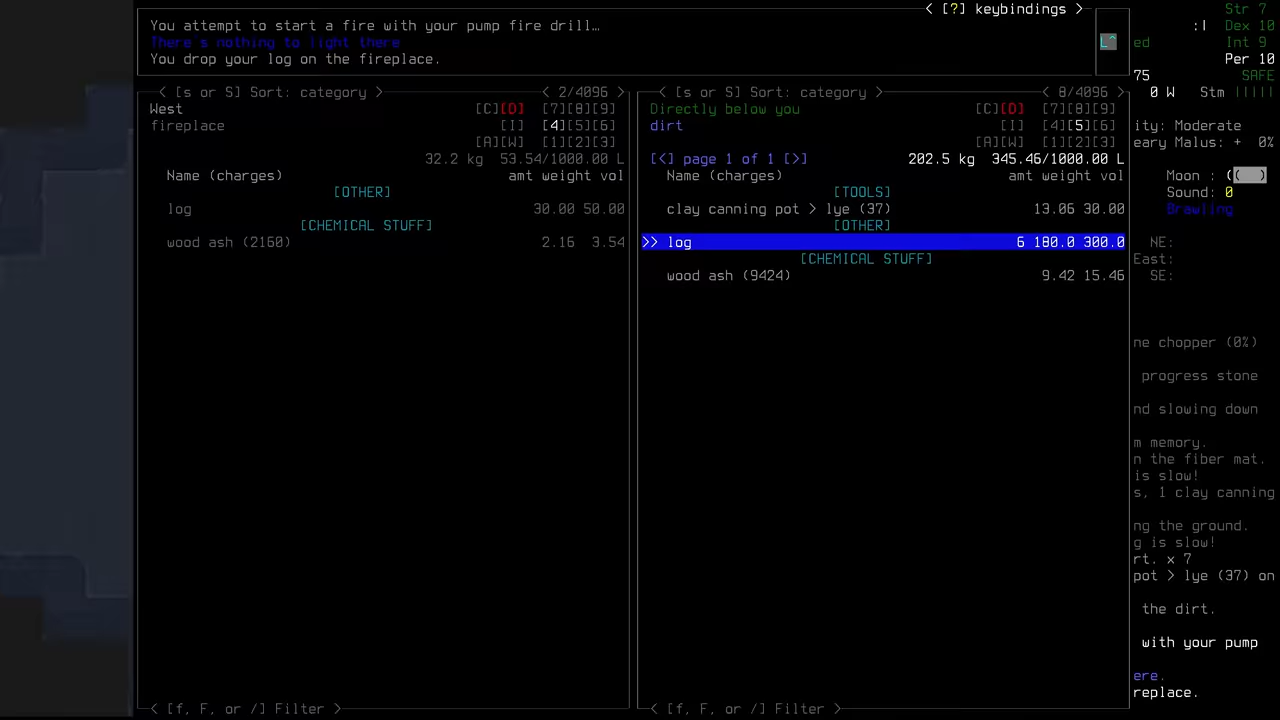 < [?] keybindings >
You attempt to start a fire with your pump fire drill…
There's nothing to light there
You drop your log on the fireplace.
L^
< [s or S] Sort: category > < 2/4096 >
West [C][D] [7][8][9]
fireplace [I] [4][5][6]
[A][W] [1][2][3]
32.2 kg 53.54/1000.00 L
Name (charges) amt weight vol
[OTHER]
log 30.00 50.00
[CHEMICAL STUFF]
wood ash (2160) 2.16 3.54
< [f, F, or /] Filter >
< [s or S] Sort: category > < 8/4096 >
Directly below you [C][D] [7][8][9]
dirt [I] [4][5][6]
[A][W] [1][2][3]
[<] page 1 of 1 [>] 202.5 kg 345.46/1000.00 L
Name (charges) amt weight vol
[TOOLS]
clay canning pot > lye (37) 13.06 30.00
[OTHER]
>> log 6 180.0 300.0
[CHEMICAL STUFF]
wood ash (9424) 9.42 15.46
< [f, F, or /] Filter >
Str 7
:| Dex 10
ed Int 9
Per 10
75 SAFE
0 W Stm |||||
ity: Moderate
eary Malus: + 0%
Moon : (( )
Sound: 0
Brawling
NE:
East:
SE:
ne chopper (0%)
progress stone
nd slowing down
m memory.
n the fiber mat.
is slow!
s, 1 clay canning
ng the ground.
g is slow!
rt. x 7
pot > lye (37) on
the dirt.
with your pump
ere.
replace.